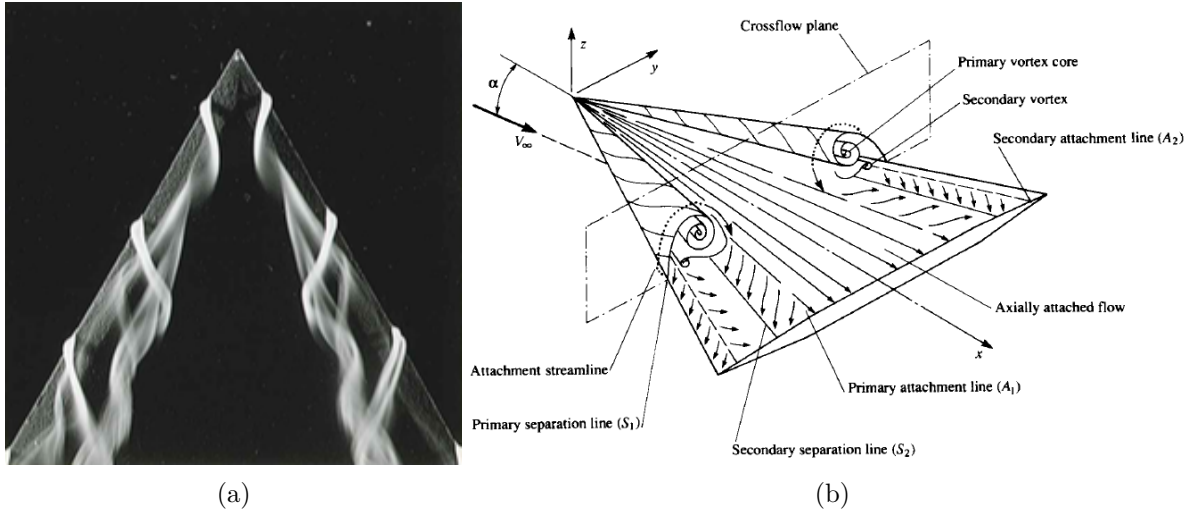 Crossflow plane
z
y
Primary vortex core
α
Secondary vortex
V∞
Secondary attachment line (A₂)
Axially attached flow
x
Attachment streamline
Primary attachment line (A₁)
Primary separation line (S₁)
Secondary separation line (S₂)
(a)
(b)